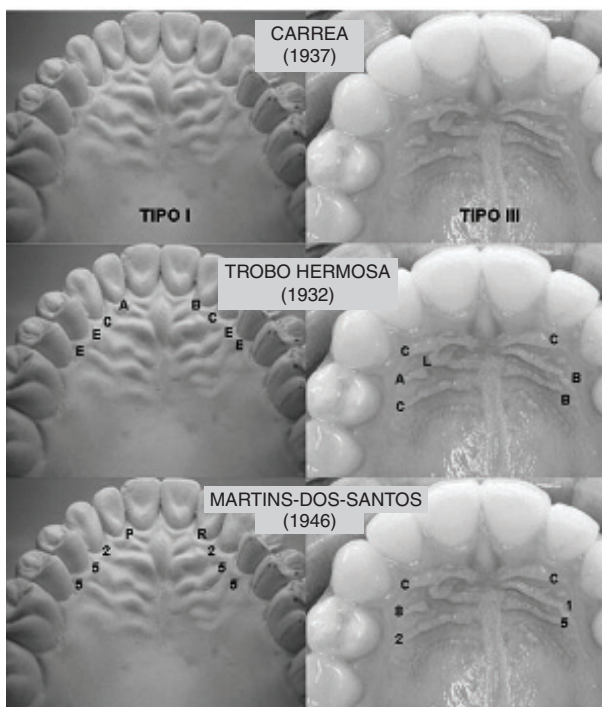 CARREA
(1937)
TIPO I
TIPO III
TROBO HERMOSA
(1932)
A B
C C
E E
E E
C C
L
A B
C B
MARTINS-DOS-SANTOS
(1946)
P R
2 2
5 5
5 5
C C
8 1
5
2